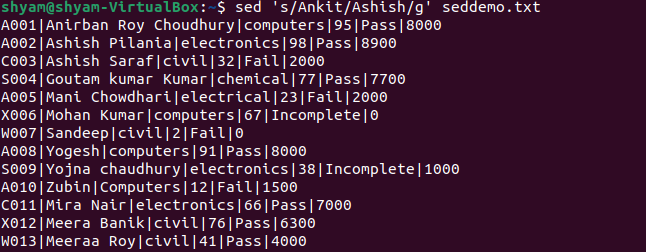 shyam@shyam-VirtualBox:~$ sed 's/Ankit/Ashish/g' seddemo.txt
A001|Anirban Roy Choudhury|computers|95|Pass|8000
A002|Ashish Pilania|electronics|98|Pass|8900
C003|Ashish Saraf|civil|32|Fail|2000
S004|Goutam kumar Kumar|chemical|77|Pass|7700
A005|Mani Chowdhari|electrical|23|Fail|2000
X006|Mohan Kumar|computers|67|Incomplete|0
W007|Sandeep|civil|2|Fail|0
A008|Yogesh|computers|91|Pass|8000
S009|Yojna chaudhury|electronics|38|Incomplete|1000
A010|Zubin|Computers|12|Fail|1500
C011|Mira Nair|electronics|66|Pass|7000
X012|Meera Banik|civil|76|Pass|6300
W013|Meeraa Roy|civil|41|Pass|4000